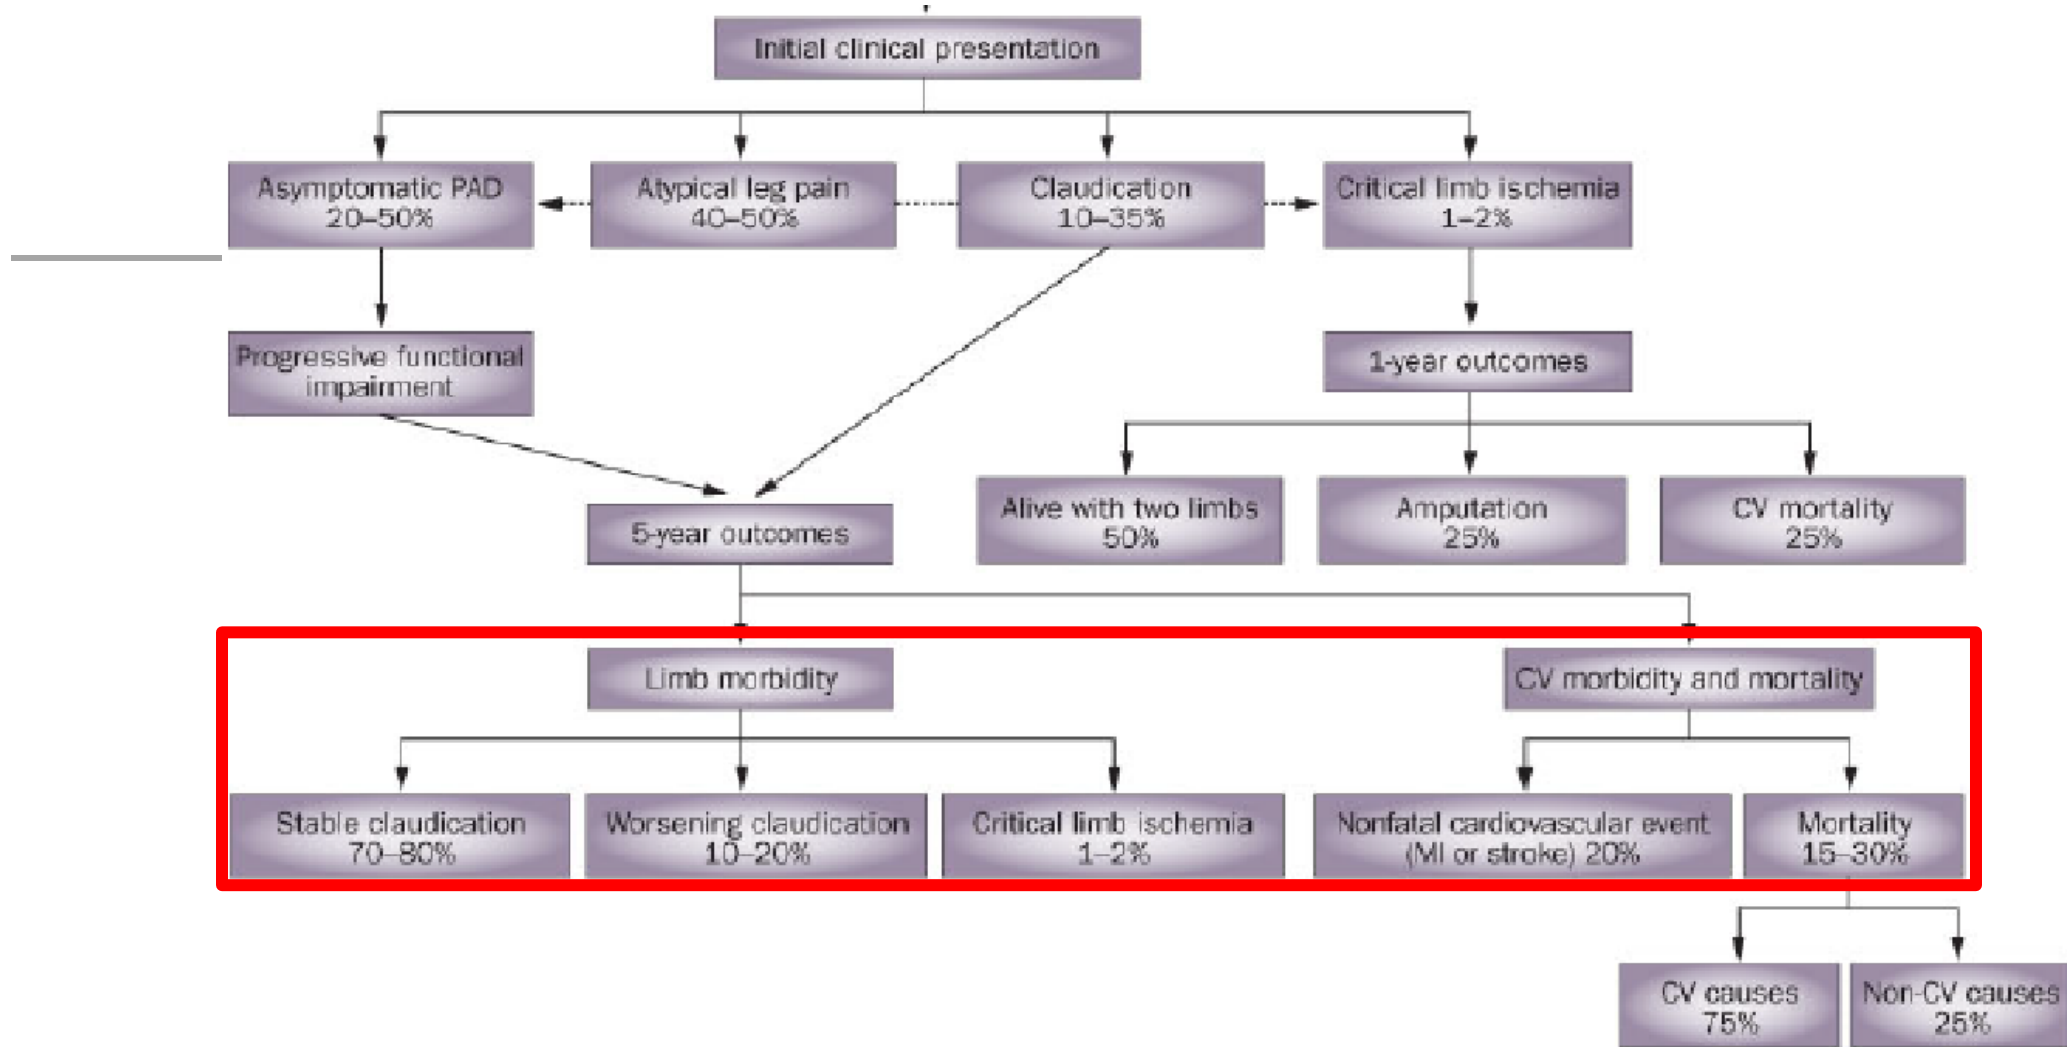 Initial clinical presentation
Asymptomatic PAD
20–50%
Atypical leg pain
40–50%
Claudication
10–35%
Critical limb ischemia
1–2%
Progressive functional
impairment
1-year outcomes
Alive with two limbs
50%
Amputation
25%
CV mortality
25%
5-year outcomes
Limb morbidity
CV morbidity and mortality
Stable claudication
70–80%
Worsening claudication
10–20%
Critical limb ischemia
1–2%
Nonfatal cardiovascular event
(MI or stroke) 20%
Mortality
15–30%
CV causes
75%
Non-CV causes
25%